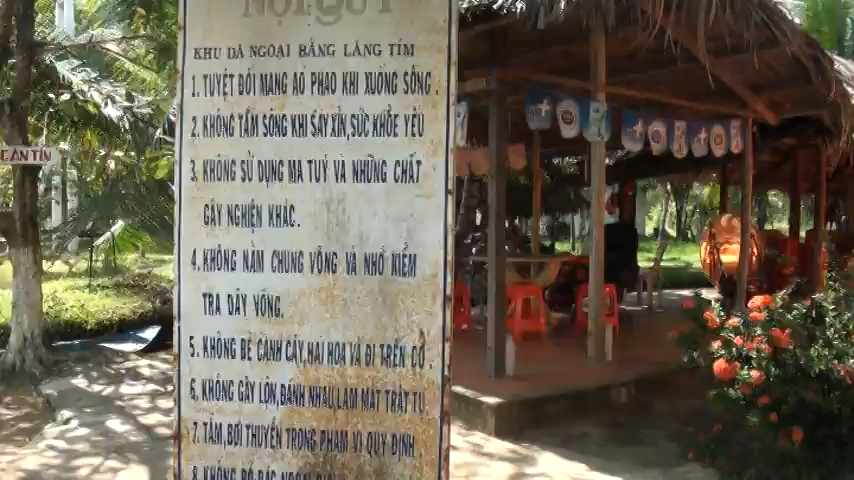 NỘI QUY
KHU DÃ NGOẠI BẰNG LĂNG TÍM
1. TUYỆT ĐỐI MANG ÁO PHAO KHI XUỐNG SÔNG.
2. KHÔNG TẮM SÔNG KHI SAY XỈN, SỨC KHỎE YẾU
3. KHÔNG SỬ DỤNG MA TUÝ VÀ NHỮNG CHẤT
GÂY NGHIỆN KHÁC.
4. KHÔNG NẰM CHUNG VÕNG VÀ NHỚ KIỂM
TRA DÂY VÕNG.
5. KHÔNG BẺ CÀNH CÂY, HÁI HOA VÀ ĐI TRÊN CỎ
6. KHÔNG GÂY LỘN, ĐÁNH NHAU, LÀM MẤT TRẬT TỰ
7. TẮM, BƠI THUYỀN TRONG PHẠM VI QUY ĐỊNH
8. KHÔNG
CĂN TIN